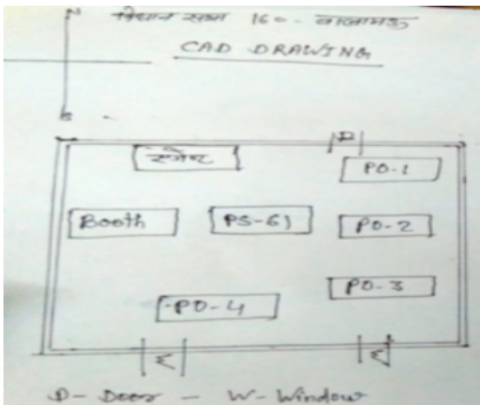 N
विधान सभा 160- बालामऊ
CAD DRAWING
S
D
PO-1
Booth
PS-61
PO-2
PO-3
PO-4
W
W
D- Door - W- Window